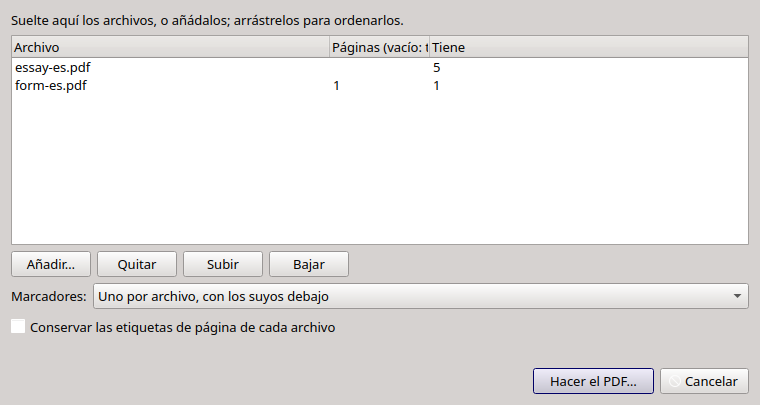 Suelte aquí los archivos, o añádalos; arrástrelos para ordenarlos.
Archivo Páginas (vacío: t Tiene
essay-es.pdf 5
form-es.pdf 1 1
Añadir... Quitar Subir Bajar
Marcadores: Uno por archivo, con los suyos debajo
Conservar las etiquetas de página de cada archivo
Hacer el PDF... Cancelar